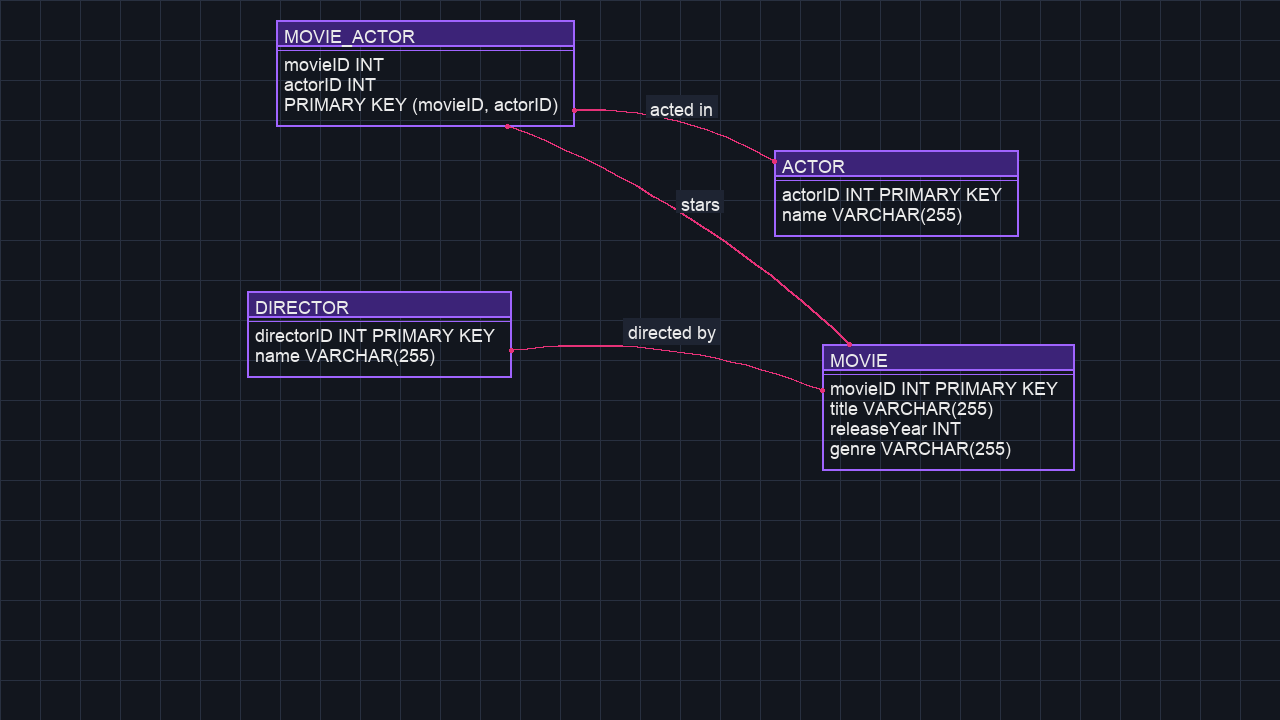 MOVIE_ACTOR
movieID INT
actorID INT
PRIMARY KEY (movieID, actorID)
acted in
ACTOR
actorID INT PRIMARY KEY
name VARCHAR(255)
stars
DIRECTOR
directorID INT PRIMARY KEY
name VARCHAR(255)
directed by
MOVIE
movieID INT PRIMARY KEY
title VARCHAR(255)
releaseYear INT
genre VARCHAR(255)